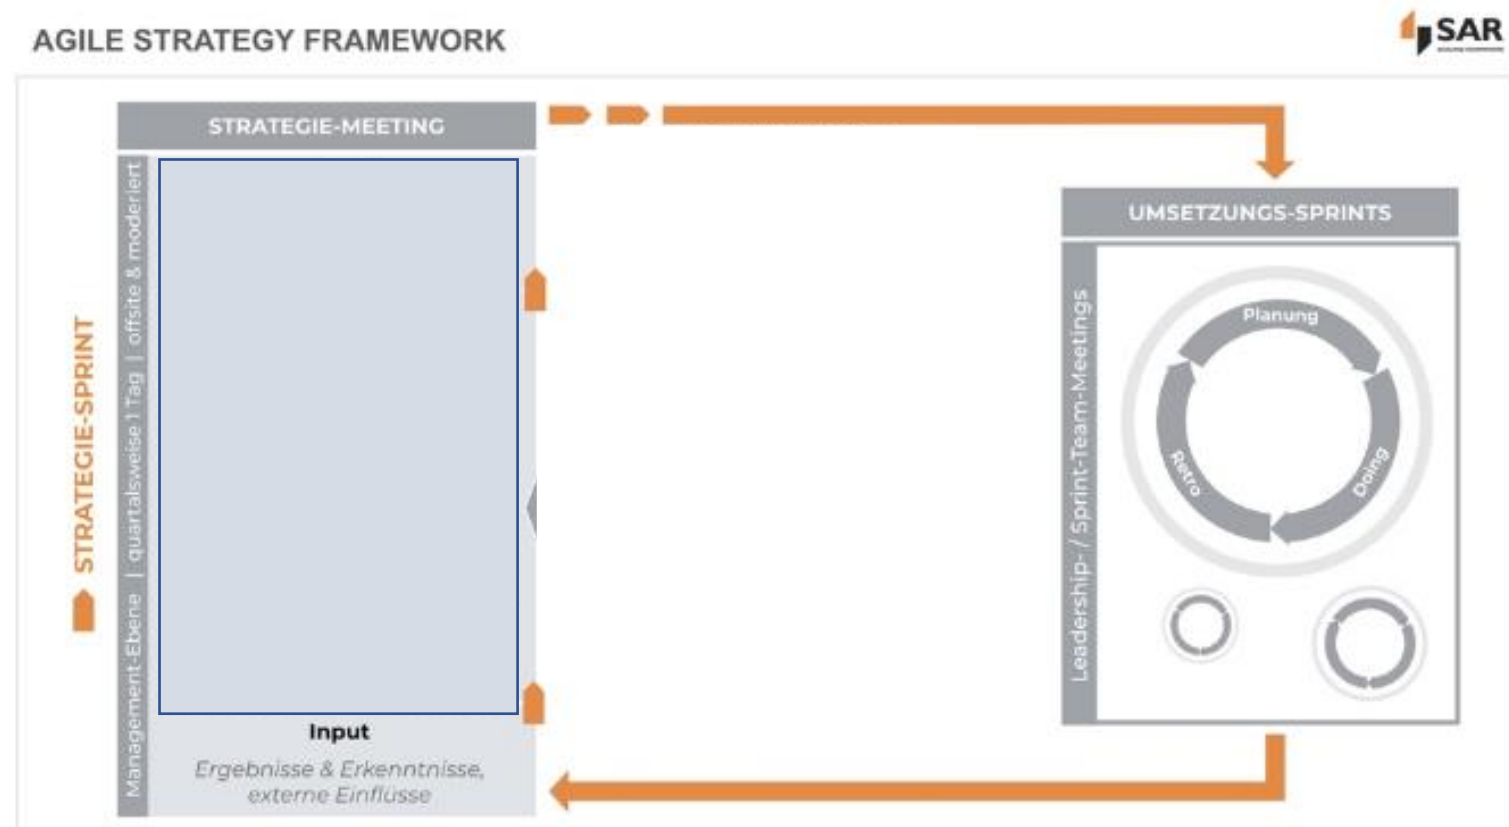 AGILE STRATEGY FRAMEWORK
SAR
STRATEGIE-MEETING
STRATEGIE-SPRINT
Management-Ebene | quartalsweise 1 Tag | offsite & moderiert
Input
Ergebnisse & Erkenntnisse,
externe Einflüsse
UMSETZUNGS-SPRINTS
Leadership- / Sprint-Team-Meetings
Planung
Doing
Retro